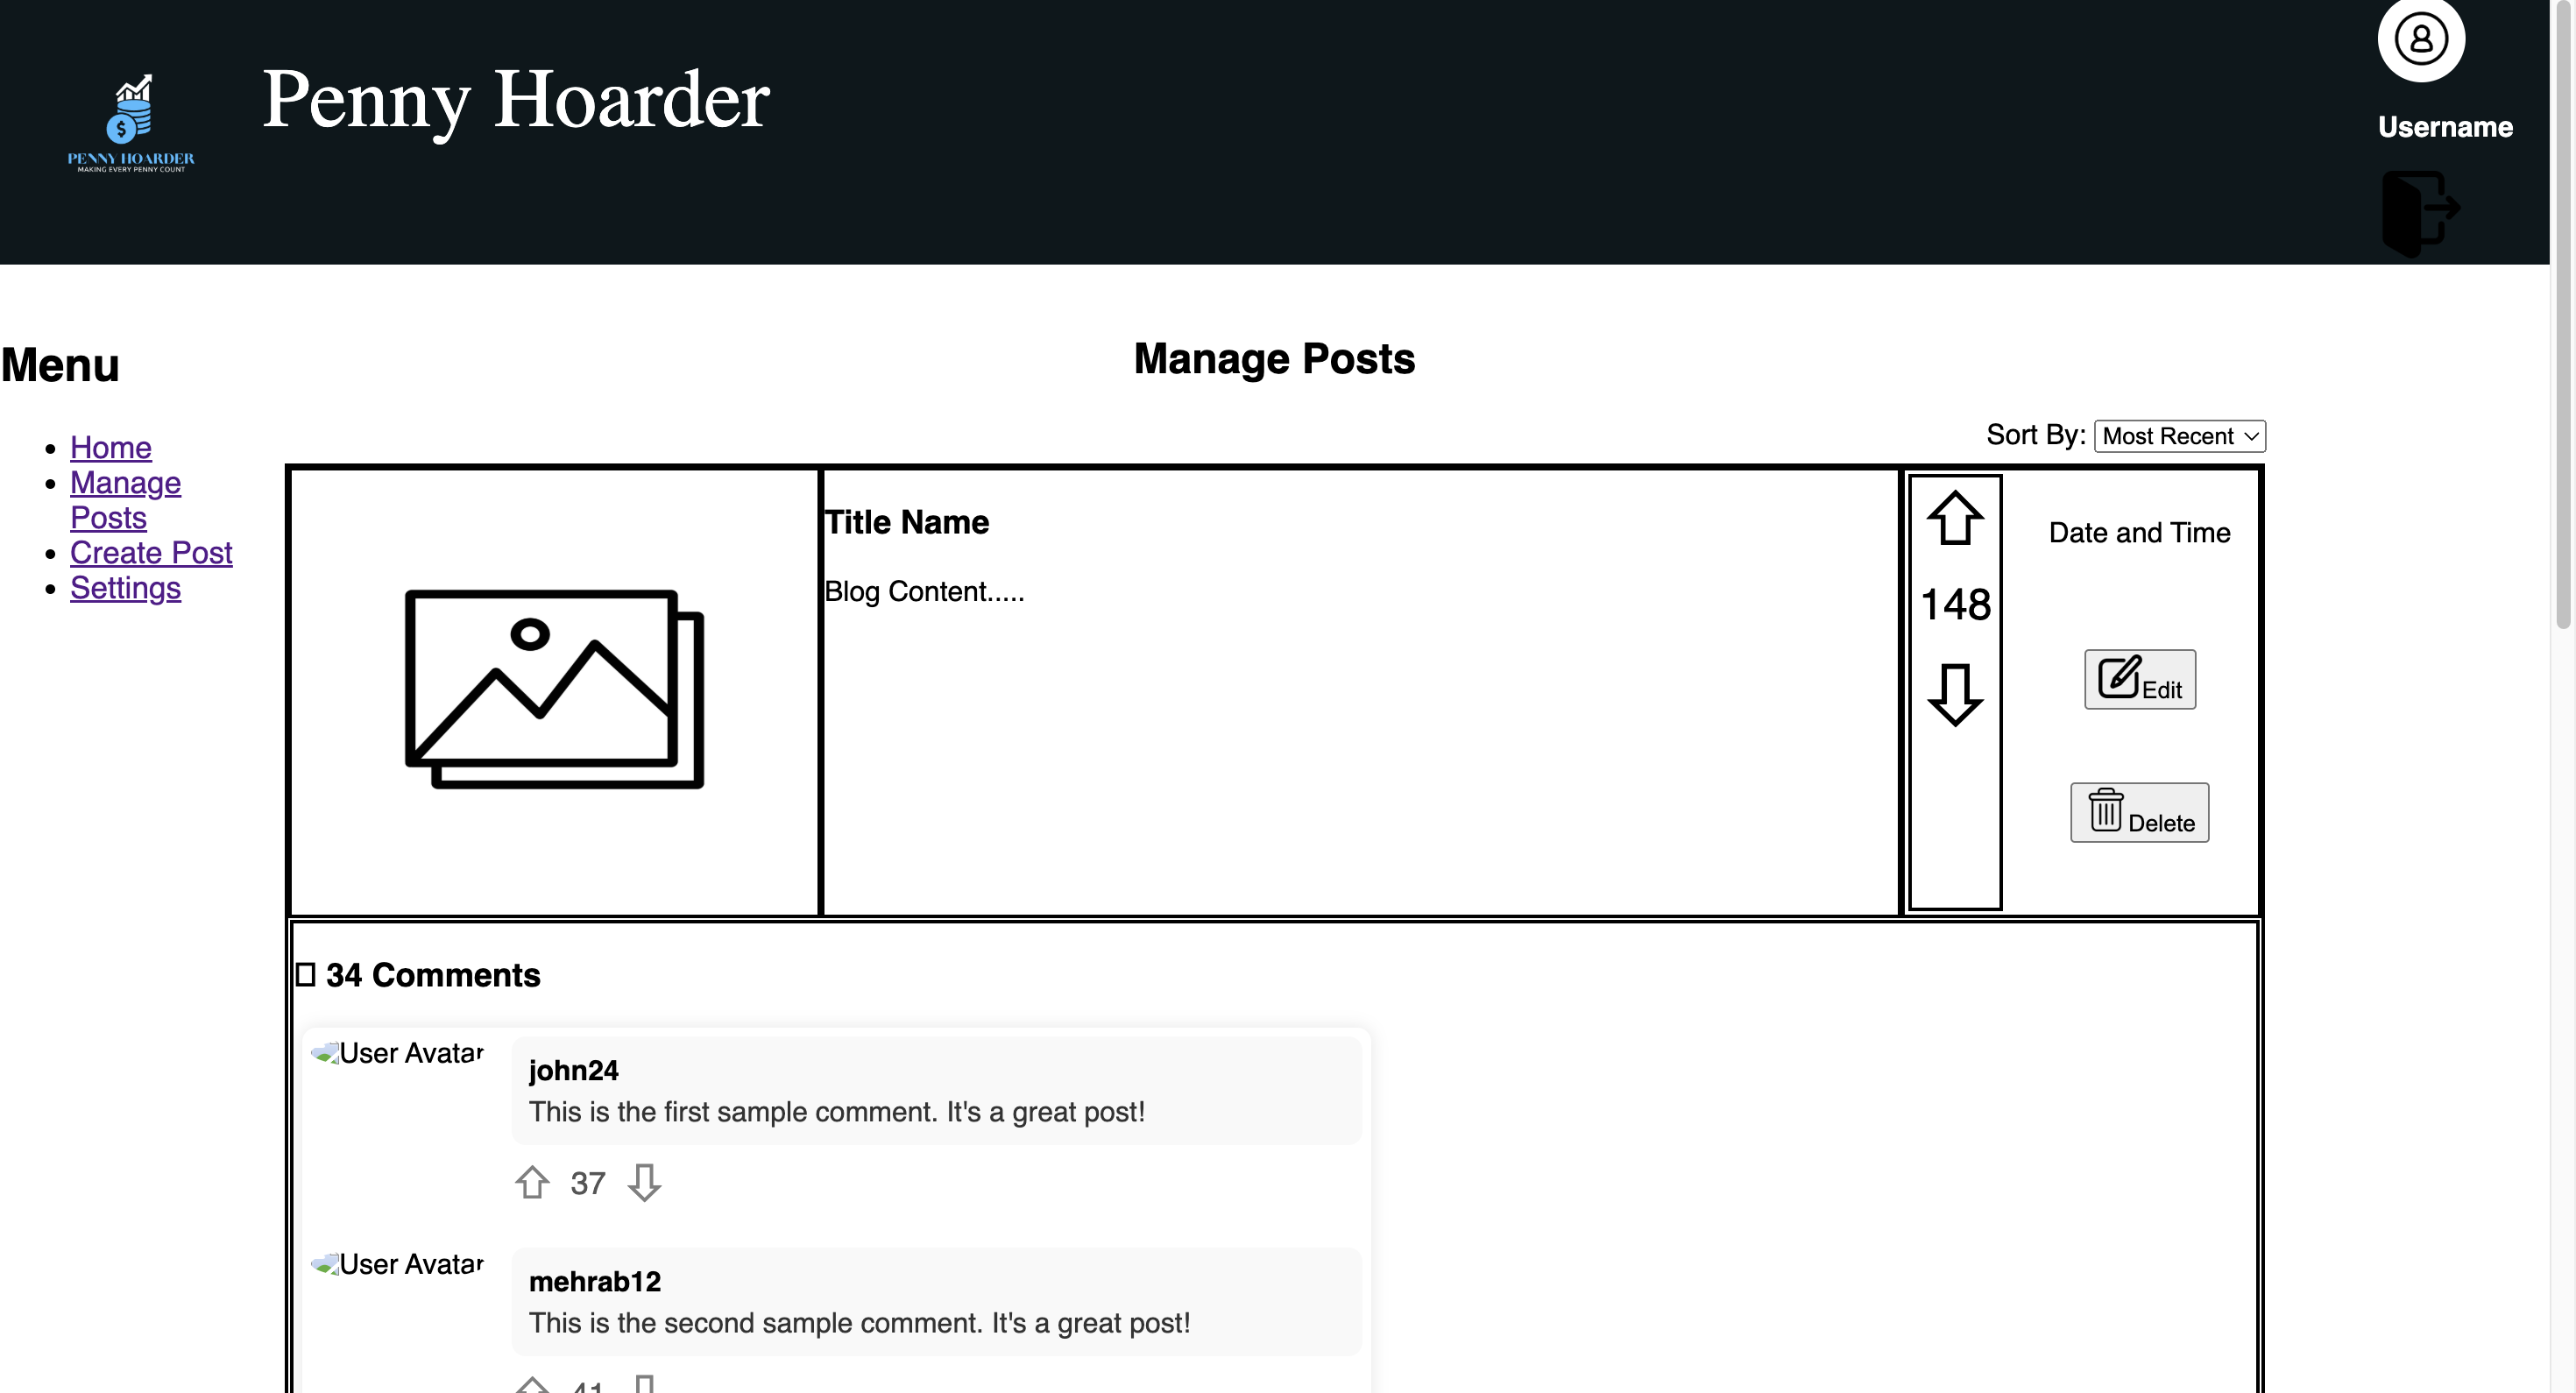 Penny Hoarder
PENNY HOARDER
MAKING EVERY PENNY COUNT
Username
Menu
Home
Manage
Posts
Create Post
Settings
Manage Posts
Sort By: Most Recent
Title Name
Blog Content.....
148
Date and Time
Edit
Delete
34 Comments
User Avatar
john24
This is the first sample comment. It's a great post!
37
User Avatar
mehrab12
This is the second sample comment. It's a great post!
41